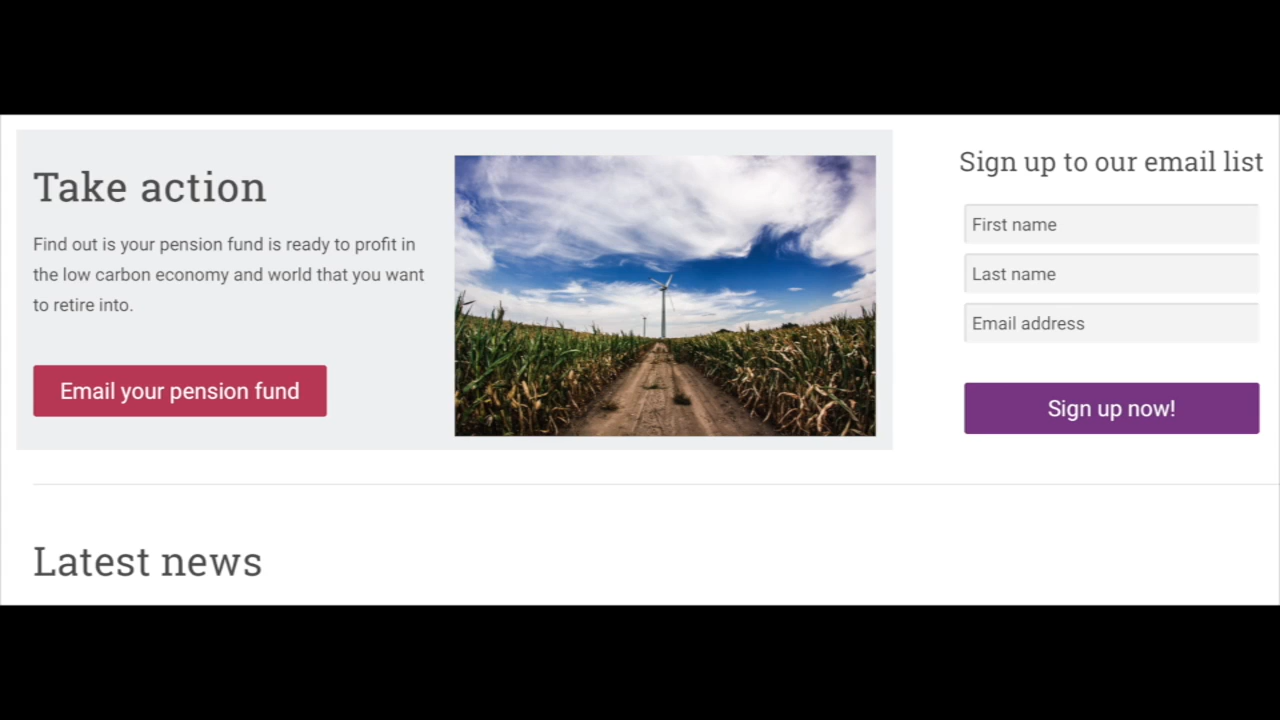 Take action
Find out is your pension fund is ready to profit in
the low carbon economy and world that you want
to retire into.
Email your pension fund
Sign up to our email list
First name
Last name
Email address
Sign up now!
Latest news